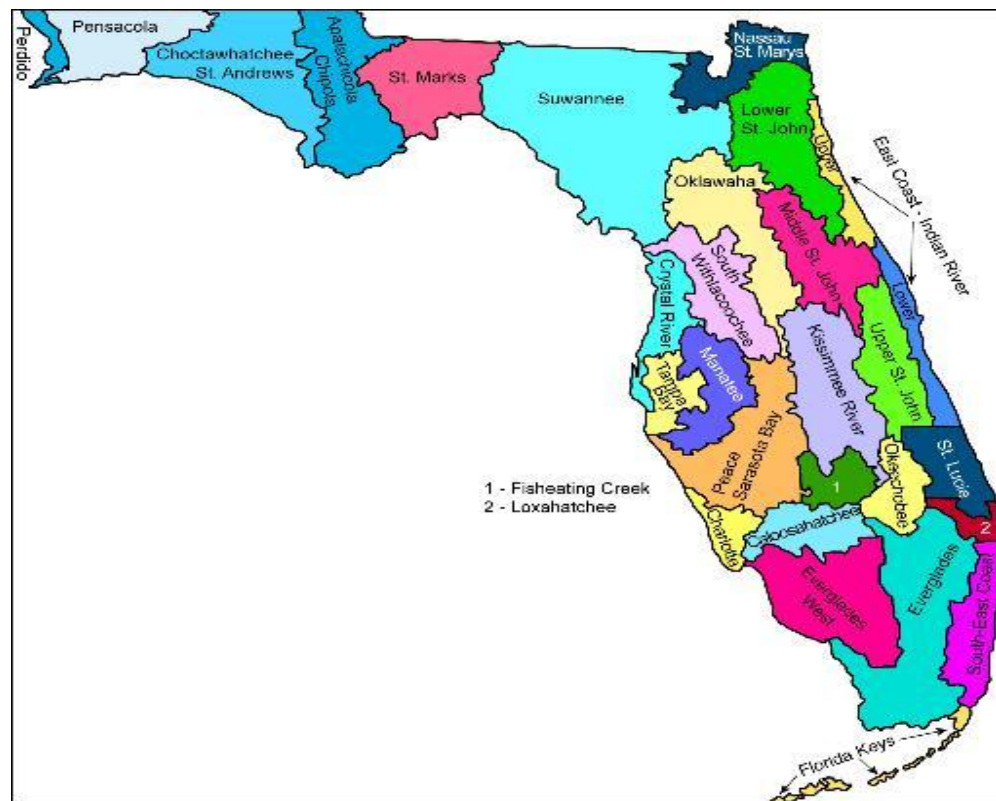 Perdido
Pensacola
Choctawhatchee
St. Andrews
Apalachicola
Chipola
St. Marks
Suwannee
Nassau
St. Marys
Lower
St. John
Upper
East Coast - Indian River
Oklawaha
Middle St. John
Lower
South
Withlacoochee
Crystal River
Kissimmee River
Upper St. John
Manatee
Tampa
Bay
Peace
Sarasota Bay
Okeechobee
St. Lucie
1
1 - Fisheating Creek
2 - Loxahatchee
Charlotte
Caloosahatchee
2
Everglades
West
Everglades
South-East Coast
Florida Keys